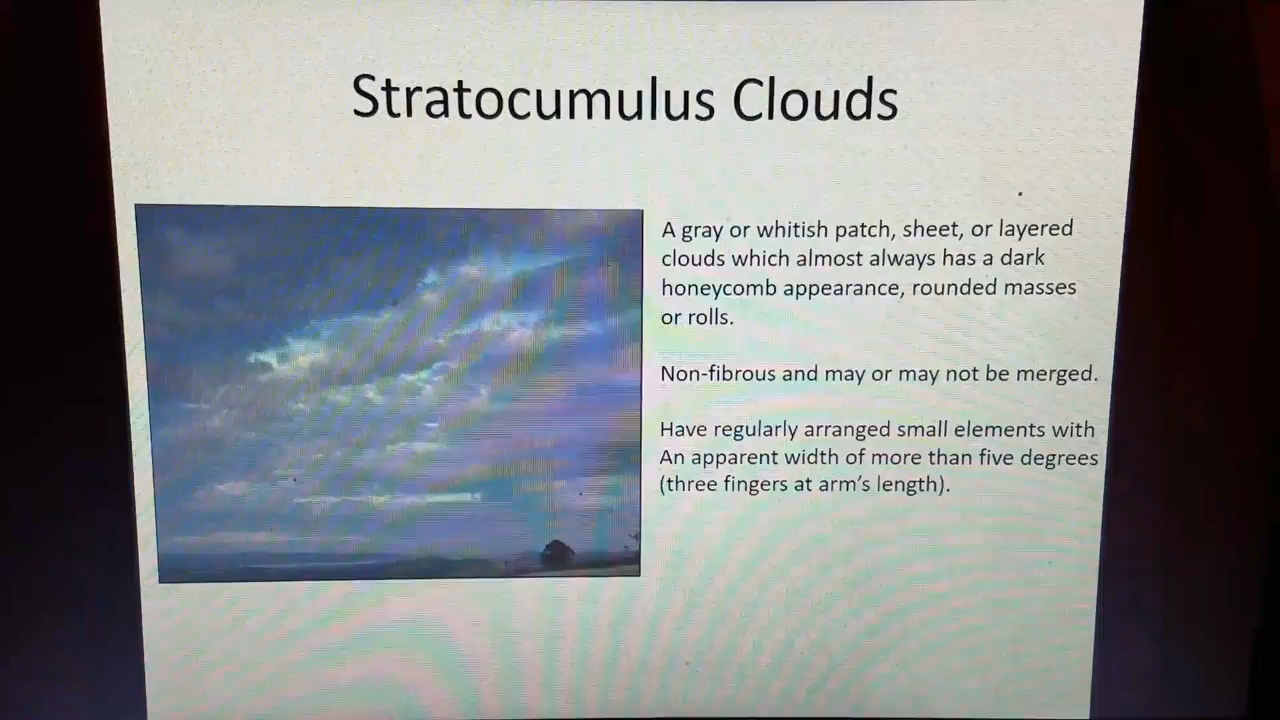 Stratocumulus Clouds
A gray or whitish patch, sheet, or layered
clouds which almost always has a dark
honeycomb appearance, rounded masses
or rolls.
Non-fibrous and may or may not be merged.
Have regularly arranged small elements with
An apparent width of more than five degrees
(three fingers at arm's length).